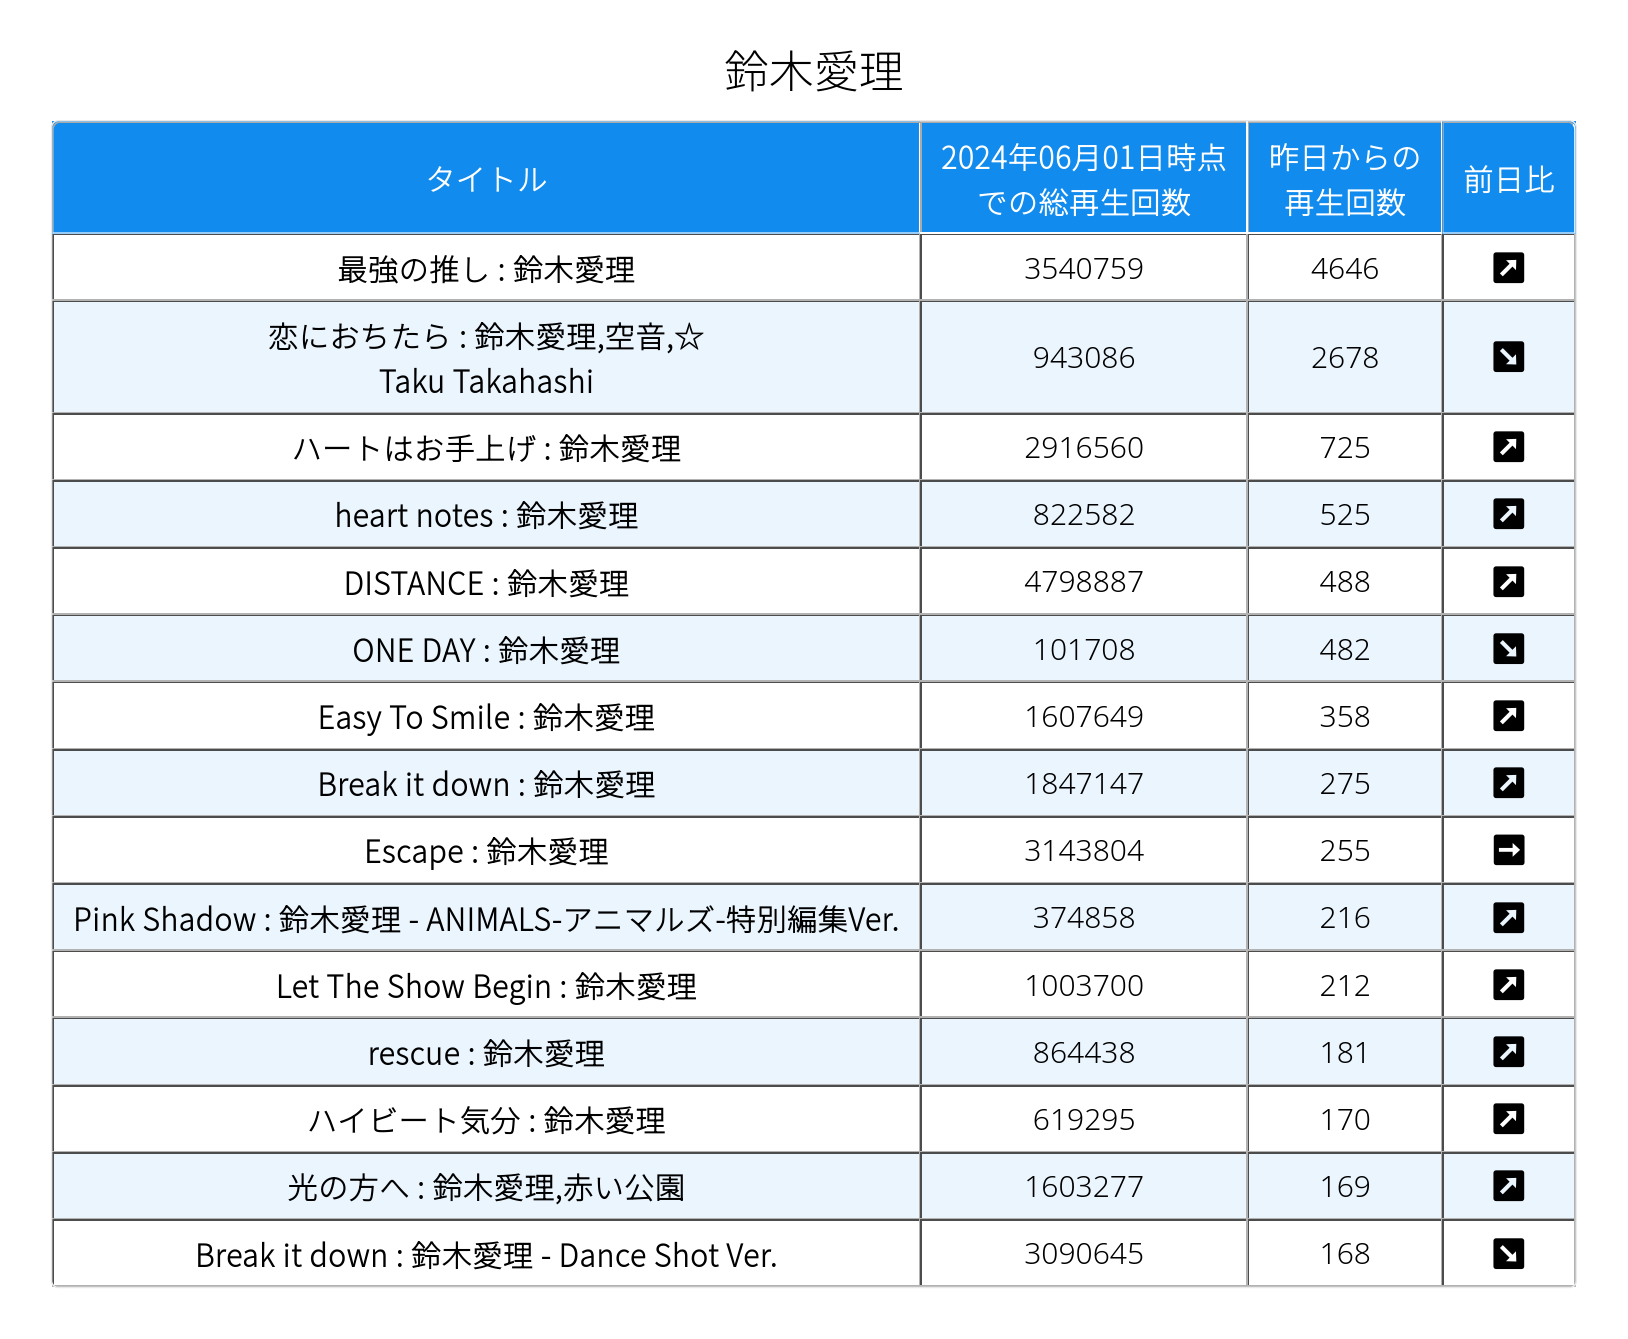 鈴木愛理
タイトル
2024年06月01日時点
での総再生回数
昨日からの
再生回数
前日比
最強の推し : 鈴木愛理 3540759 4646
恋におちたら : 鈴木愛理,空音,☆
Taku Takahashi 943086 2678
ハートはお手上げ : 鈴木愛理 2916560 725
heart notes : 鈴木愛理 822582 525
DISTANCE : 鈴木愛理 4798887 488
ONE DAY : 鈴木愛理 101708 482
Easy To Smile : 鈴木愛理 1607649 358
Break it down : 鈴木愛理 1847147 275
Escape : 鈴木愛理 3143804 255
Pink Shadow : 鈴木愛理 - ANIMALS-アニマルズ-特別編集Ver. 374858 216
Let The Show Begin : 鈴木愛理 1003700 212
rescue : 鈴木愛理 864438 181
ハイビート気分 : 鈴木愛理 619295 170
光の方へ : 鈴木愛理,赤い公園 1603277 169
Break it down : 鈴木愛理 - Dance Shot Ver. 3090645 168